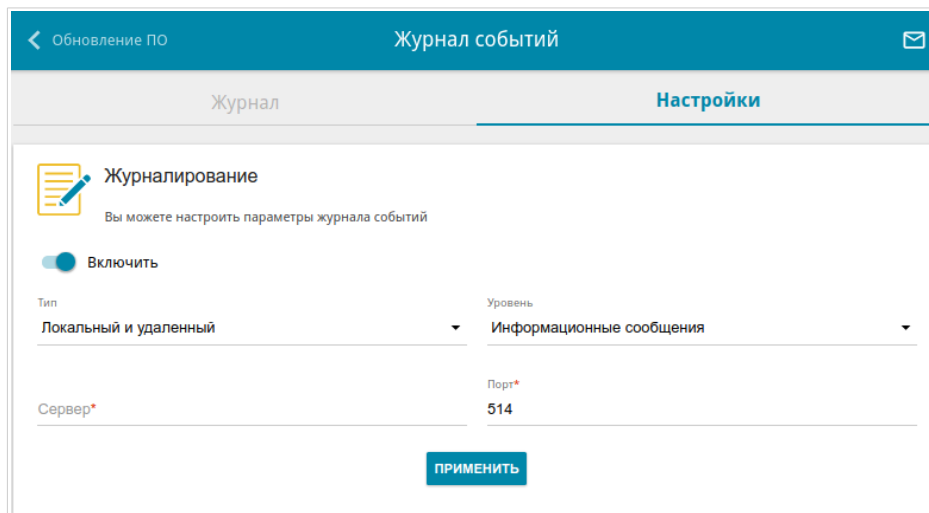 Обновление ПО
Журнал событий
Журнал
Настройки
Журналирование
Вы можете настроить параметры журнала событий
Включить
Тип
Уровень
Локальный и удаленный
Информационные сообщения
Порт*
Сервер*
514
ПРИМЕНИТЬ